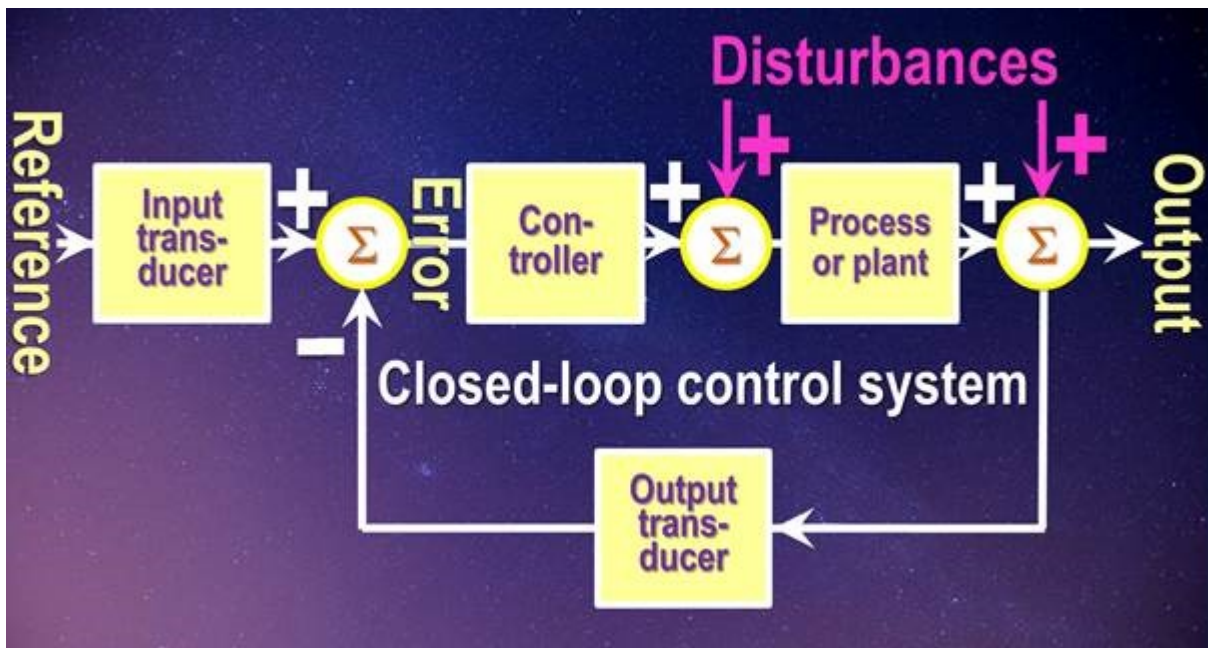 Disturbances
Reference
Input
trans-
ducer
+
Σ
-
Error
Con-
troller
+
+
Σ
Process
or plant
+
+
Σ
Output
Closed-loop control system
Output
trans-
ducer